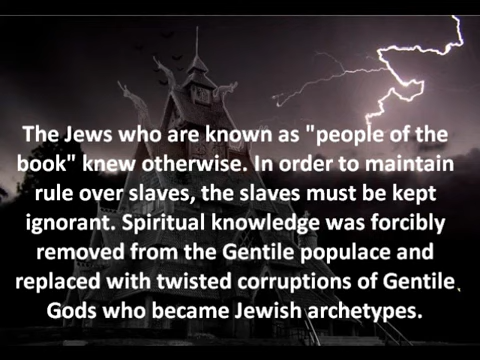 The Jews who are known as "people of the
book" knew otherwise. In order to maintain
rule over slaves, the slaves must be kept
ignorant. Spiritual knowledge was forcibly
removed from the Gentile populace and
replaced with twisted corruptions of Gentile
Gods who became Jewish archetypes.